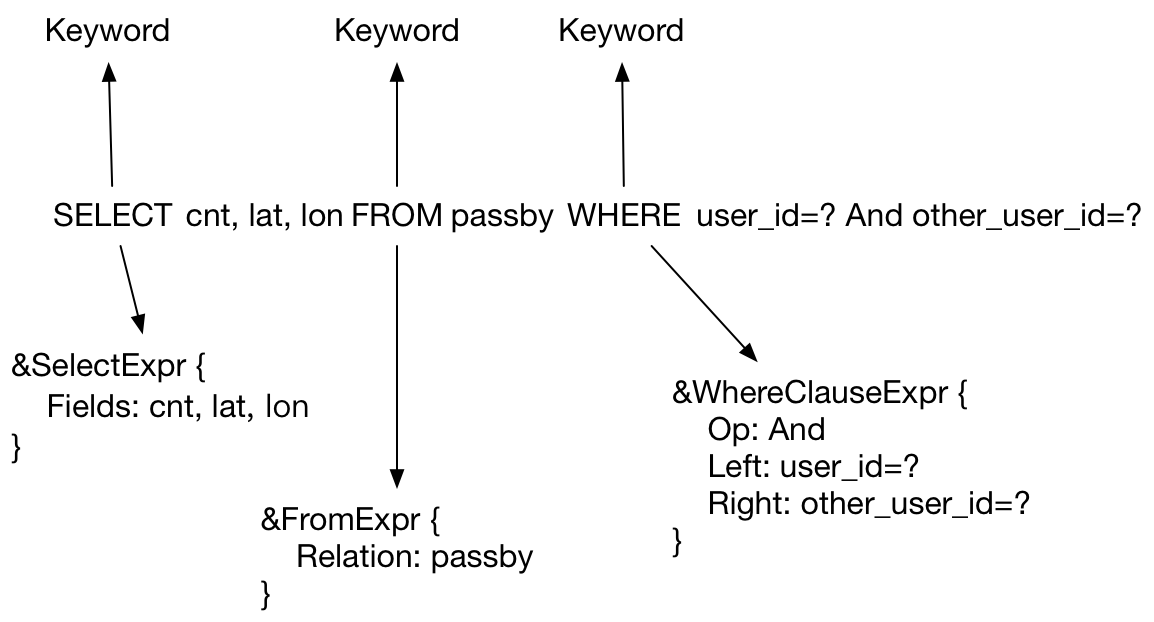 Keyword Keyword Keyword
SELECT cnt, lat, lon FROM passby WHERE user_id=? And other_user_id=?
&SelectExpr {
Fields: cnt, lat, lon
}
&FromExpr {
Relation: passby
}
&WhereClauseExpr {
Op: And
Left: user_id=?
Right: other_user_id=?
}